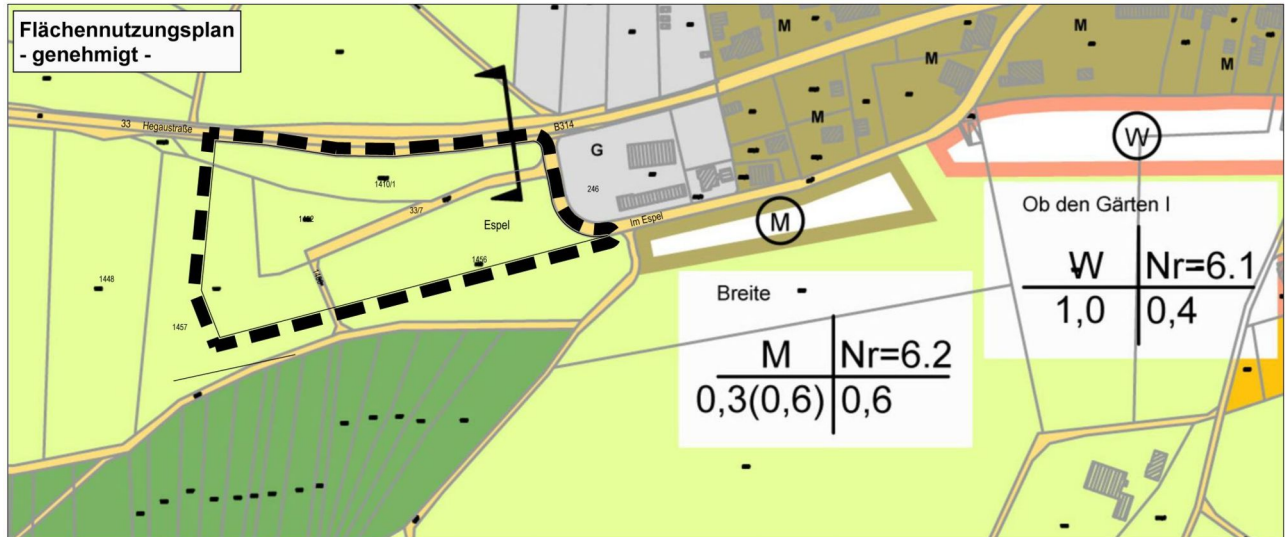 Flächennutzungsplan
- genehmigt -
M
M
M
M
M
33 Hegaustraße
B314
G
246
W
1410/1
33/7
Espel
Im Espel
M
Ob den Gärten I
W Nr=6.1
1,0 0,4
1448
1456
1457
Breite
M Nr=6.2
0,3(0,6) 0,6